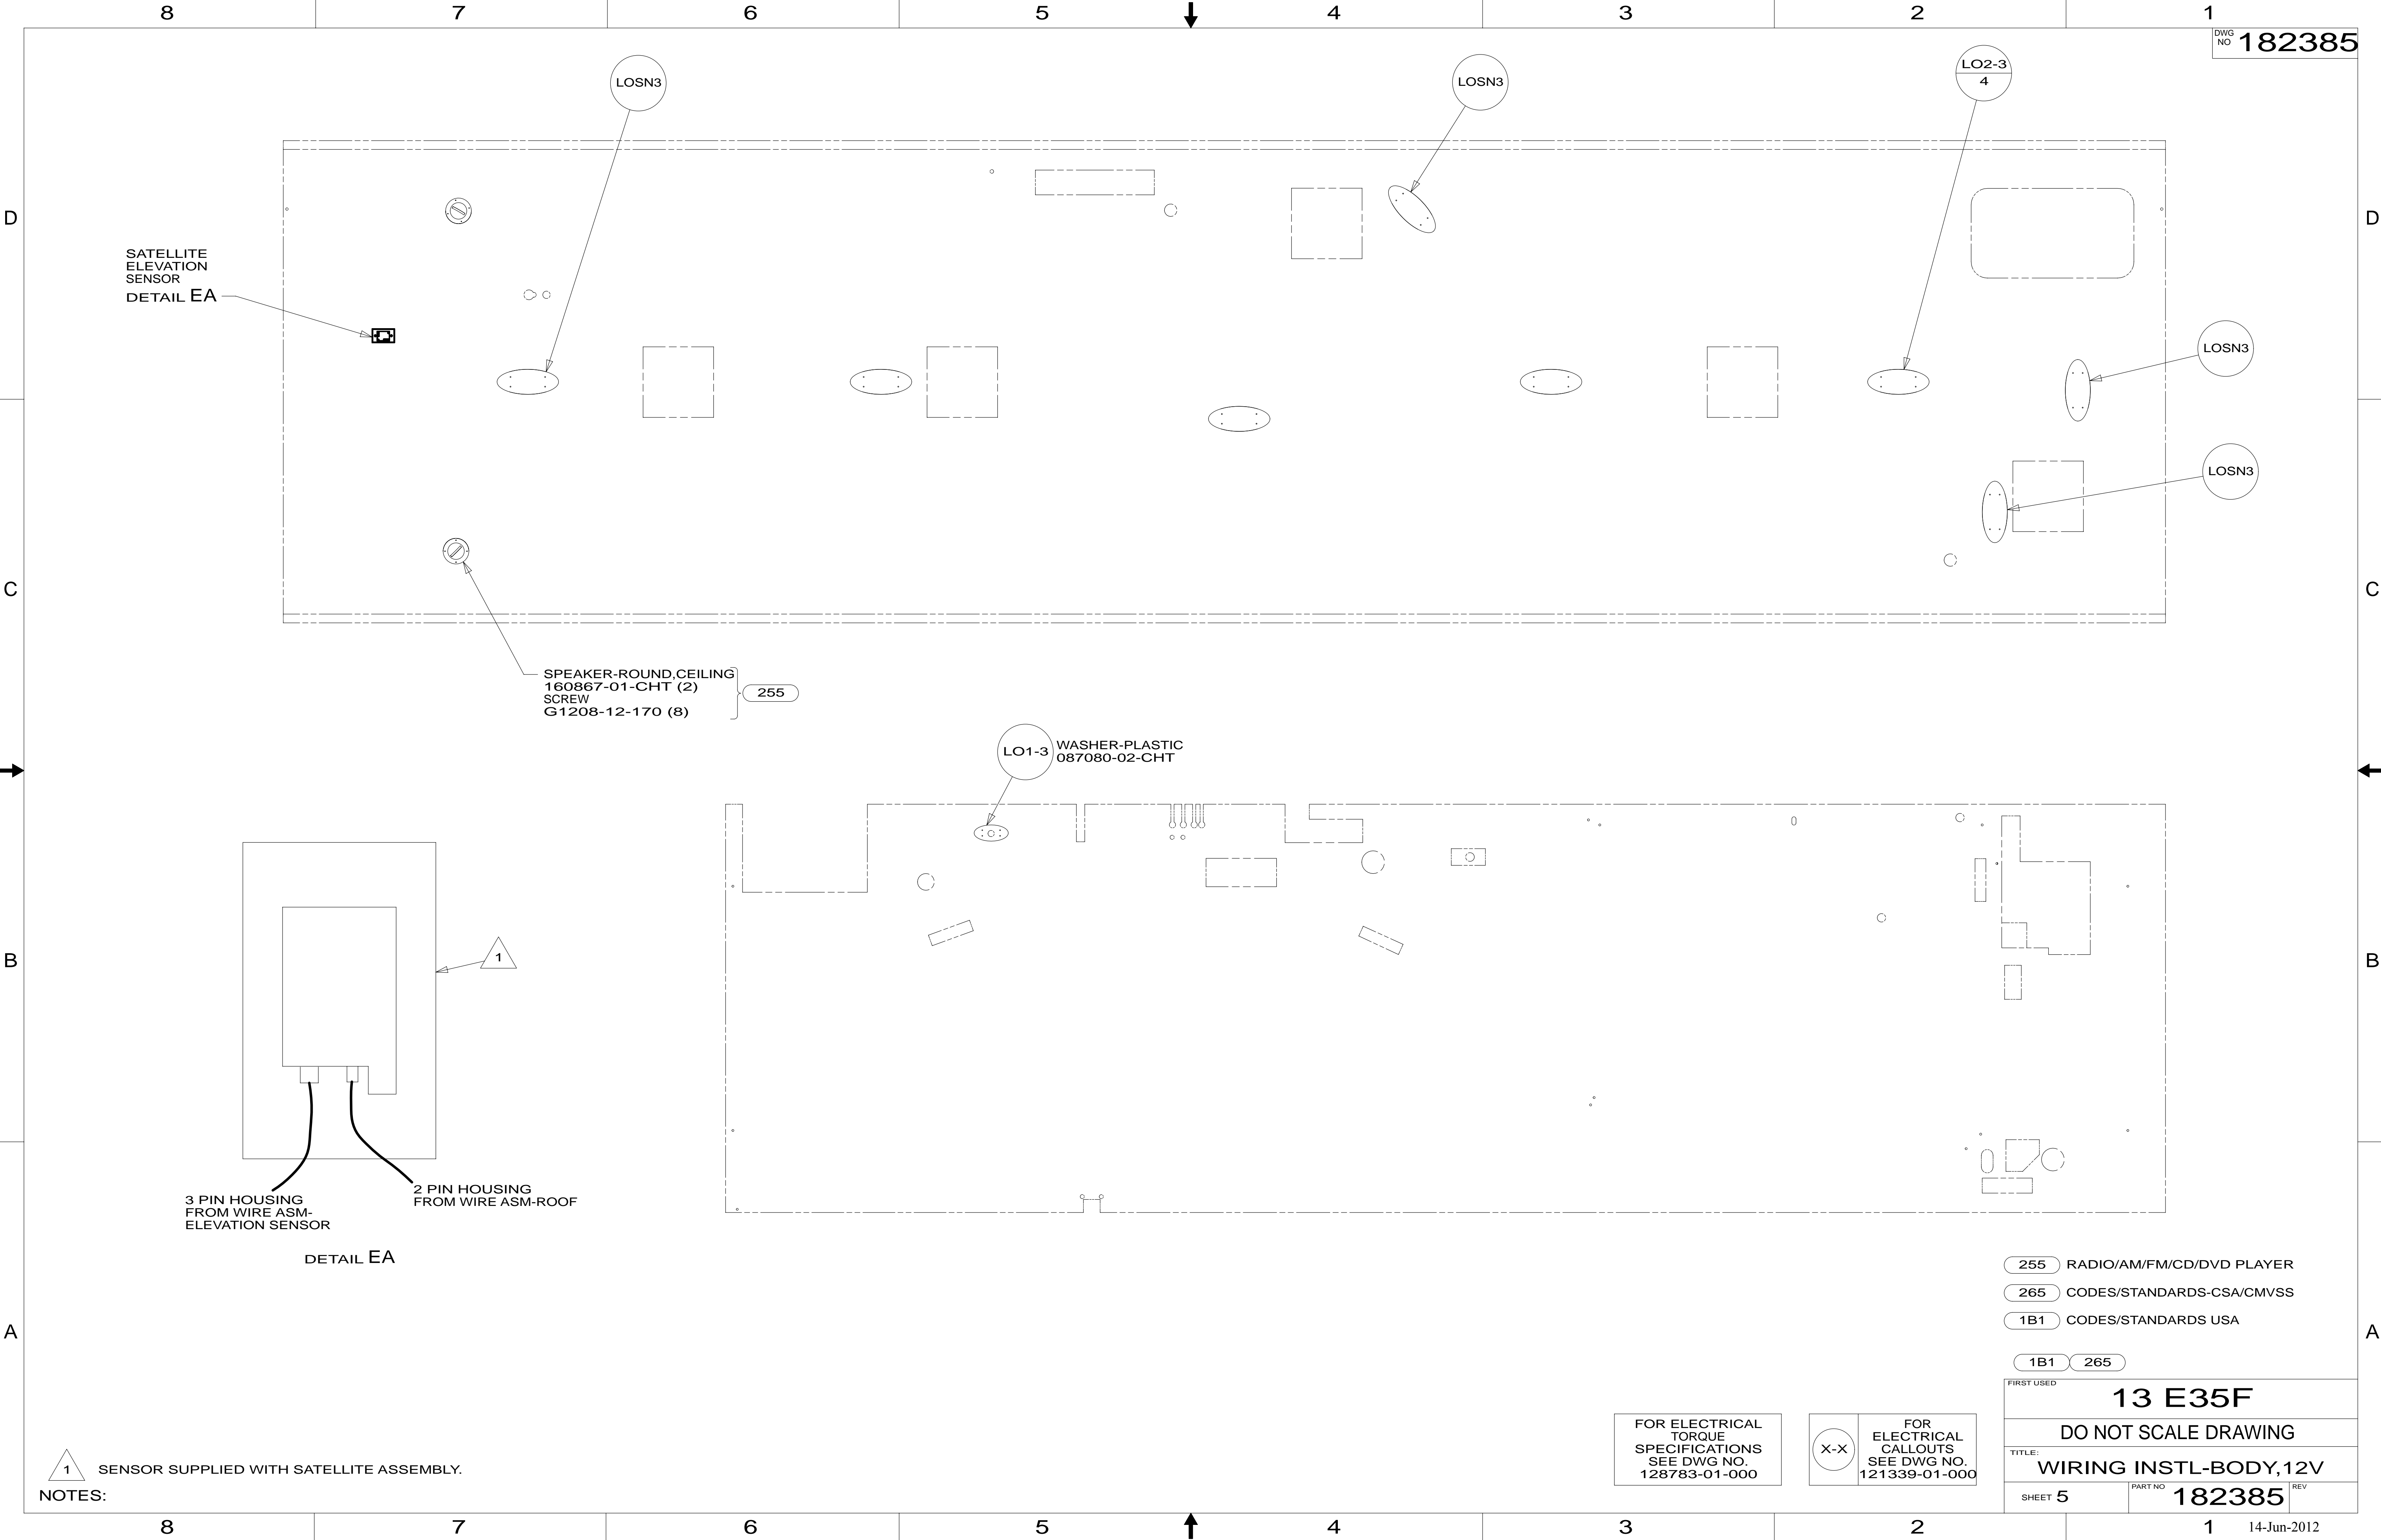 8 7 6 5 4 3 2 1
DWG NO 182385
LOSN3
LOSN3
LO2-3
4
D
D
SATELLITE
ELEVATION
SENSOR
DETAIL EA
LOSN3
LOSN3
C
C
SPEAKER-ROUND,CEILING
160867-01-CHT (2)
SCREW
G1208-12-170 (8)
255
LO1-3
WASHER-PLASTIC
087080-02-CHT
1
B
B
3 PIN HOUSING
FROM WIRE ASM-
ELEVATION SENSOR
2 PIN HOUSING
FROM WIRE ASM-ROOF
DETAIL EA
255 RADIO/AM/FM/CD/DVD PLAYER
265 CODES/STANDARDS-CSA/CMVSS
1B1 CODES/STANDARDS USA
A
A
1B1 265
FIRST USED
13 E35F
DO NOT SCALE DRAWING
TITLE:
WIRING INSTL-BODY,12V
SHEET 5
PART NO 182385
REV
FOR ELECTRICAL
TORQUE
SPECIFICATIONS
SEE DWG NO.
128783-01-000
X-X
FOR
ELECTRICAL
CALLOUTS
SEE DWG NO.
121339-01-000
1 SENSOR SUPPLIED WITH SATELLITE ASSEMBLY.
NOTES:
8 7 6 5 4 3 2 1
14-Jun-2012